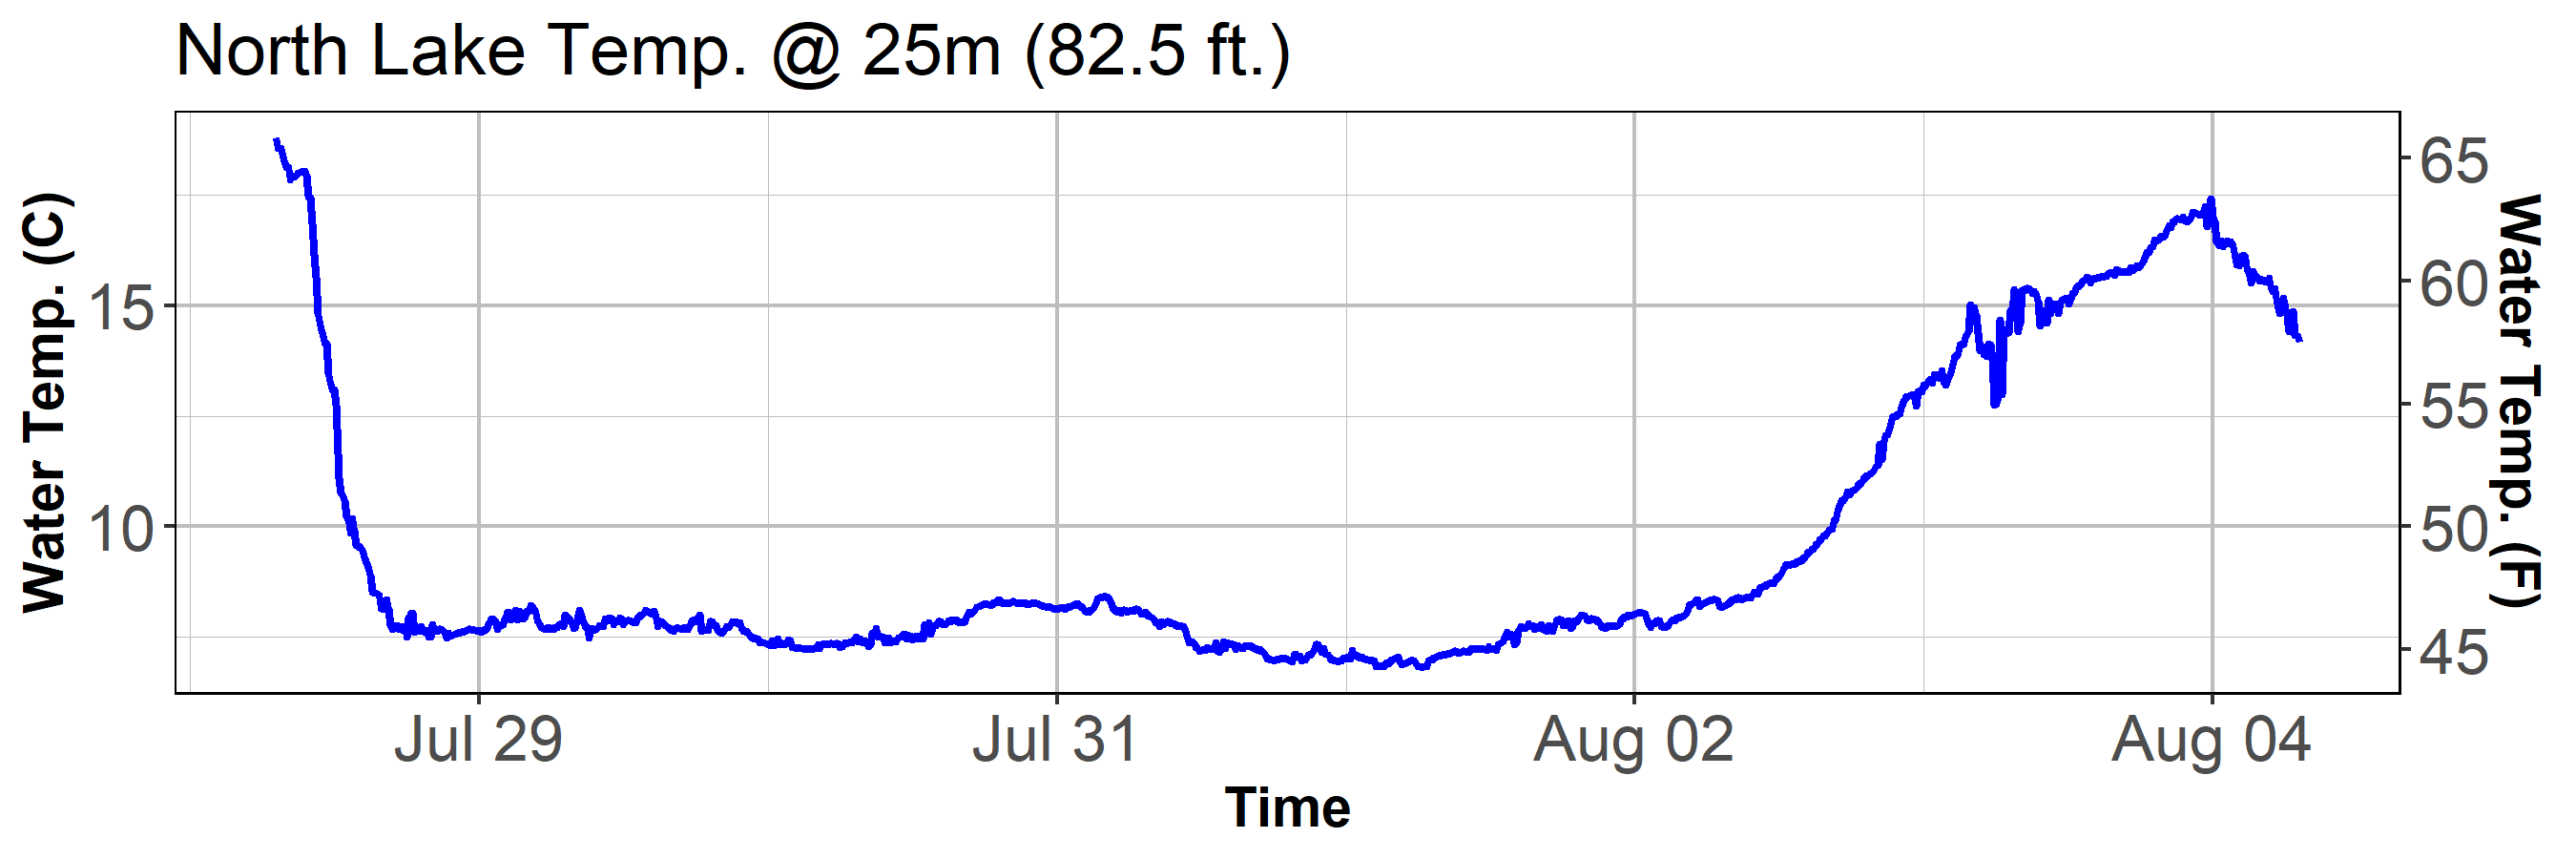 North Lake Temp. @ 25m (82.5 ft.)
Water Temp. (C)
15
10
65
60
55
50
45
Water Temp. (F)
Jul 29
Jul 31
Aug 02
Aug 04
Time